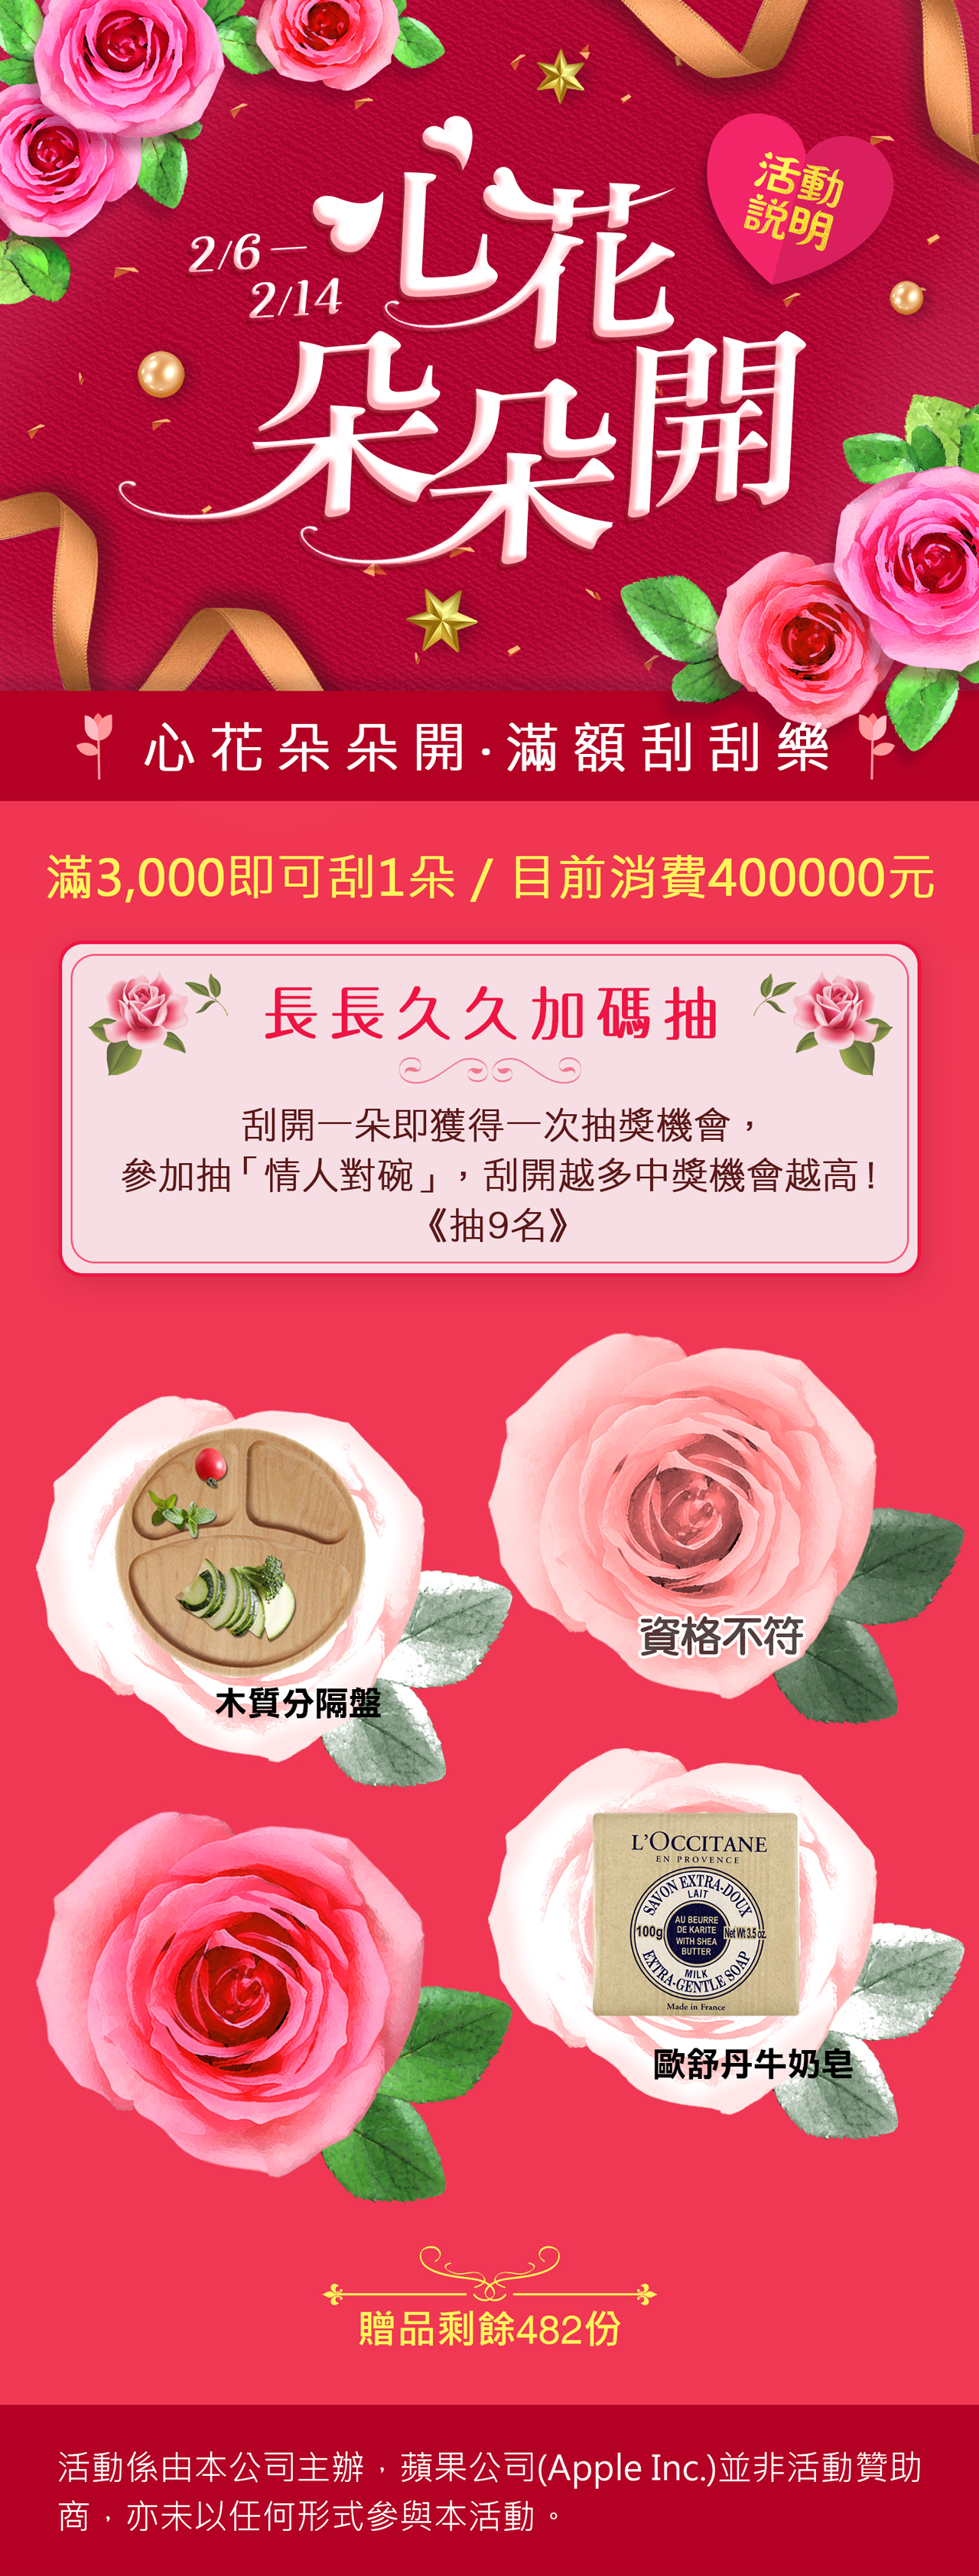 2/6—
2/14
心花
朵朵開
活動
説明
心花朵朵開·滿額刮刮樂
滿3,000即可刮1朵 / 目前消費400000元
長長久久加碼抽
刮開一朵即獲得一次抽獎機會，
參加抽「情人對碗」，刮開越多中獎機會越高！
《抽9名》
木質分隔盤
資格不符
L'OCCITANE
EN PROVENCE
SAVON EXTRA-DOUX
LAIT
100g
AU BEURRE
DE KARITE
WITH SHEA
BUTTER
Net Wt 3.5 oz.
MILK
EXTRA-GENTLE SOAP
Made in France
歐舒丹牛奶皂
贈品剩餘482份
活動係由本公司主辦，蘋果公司(Apple Inc.)並非活動贊助
商，亦未以任何形式參與本活動。